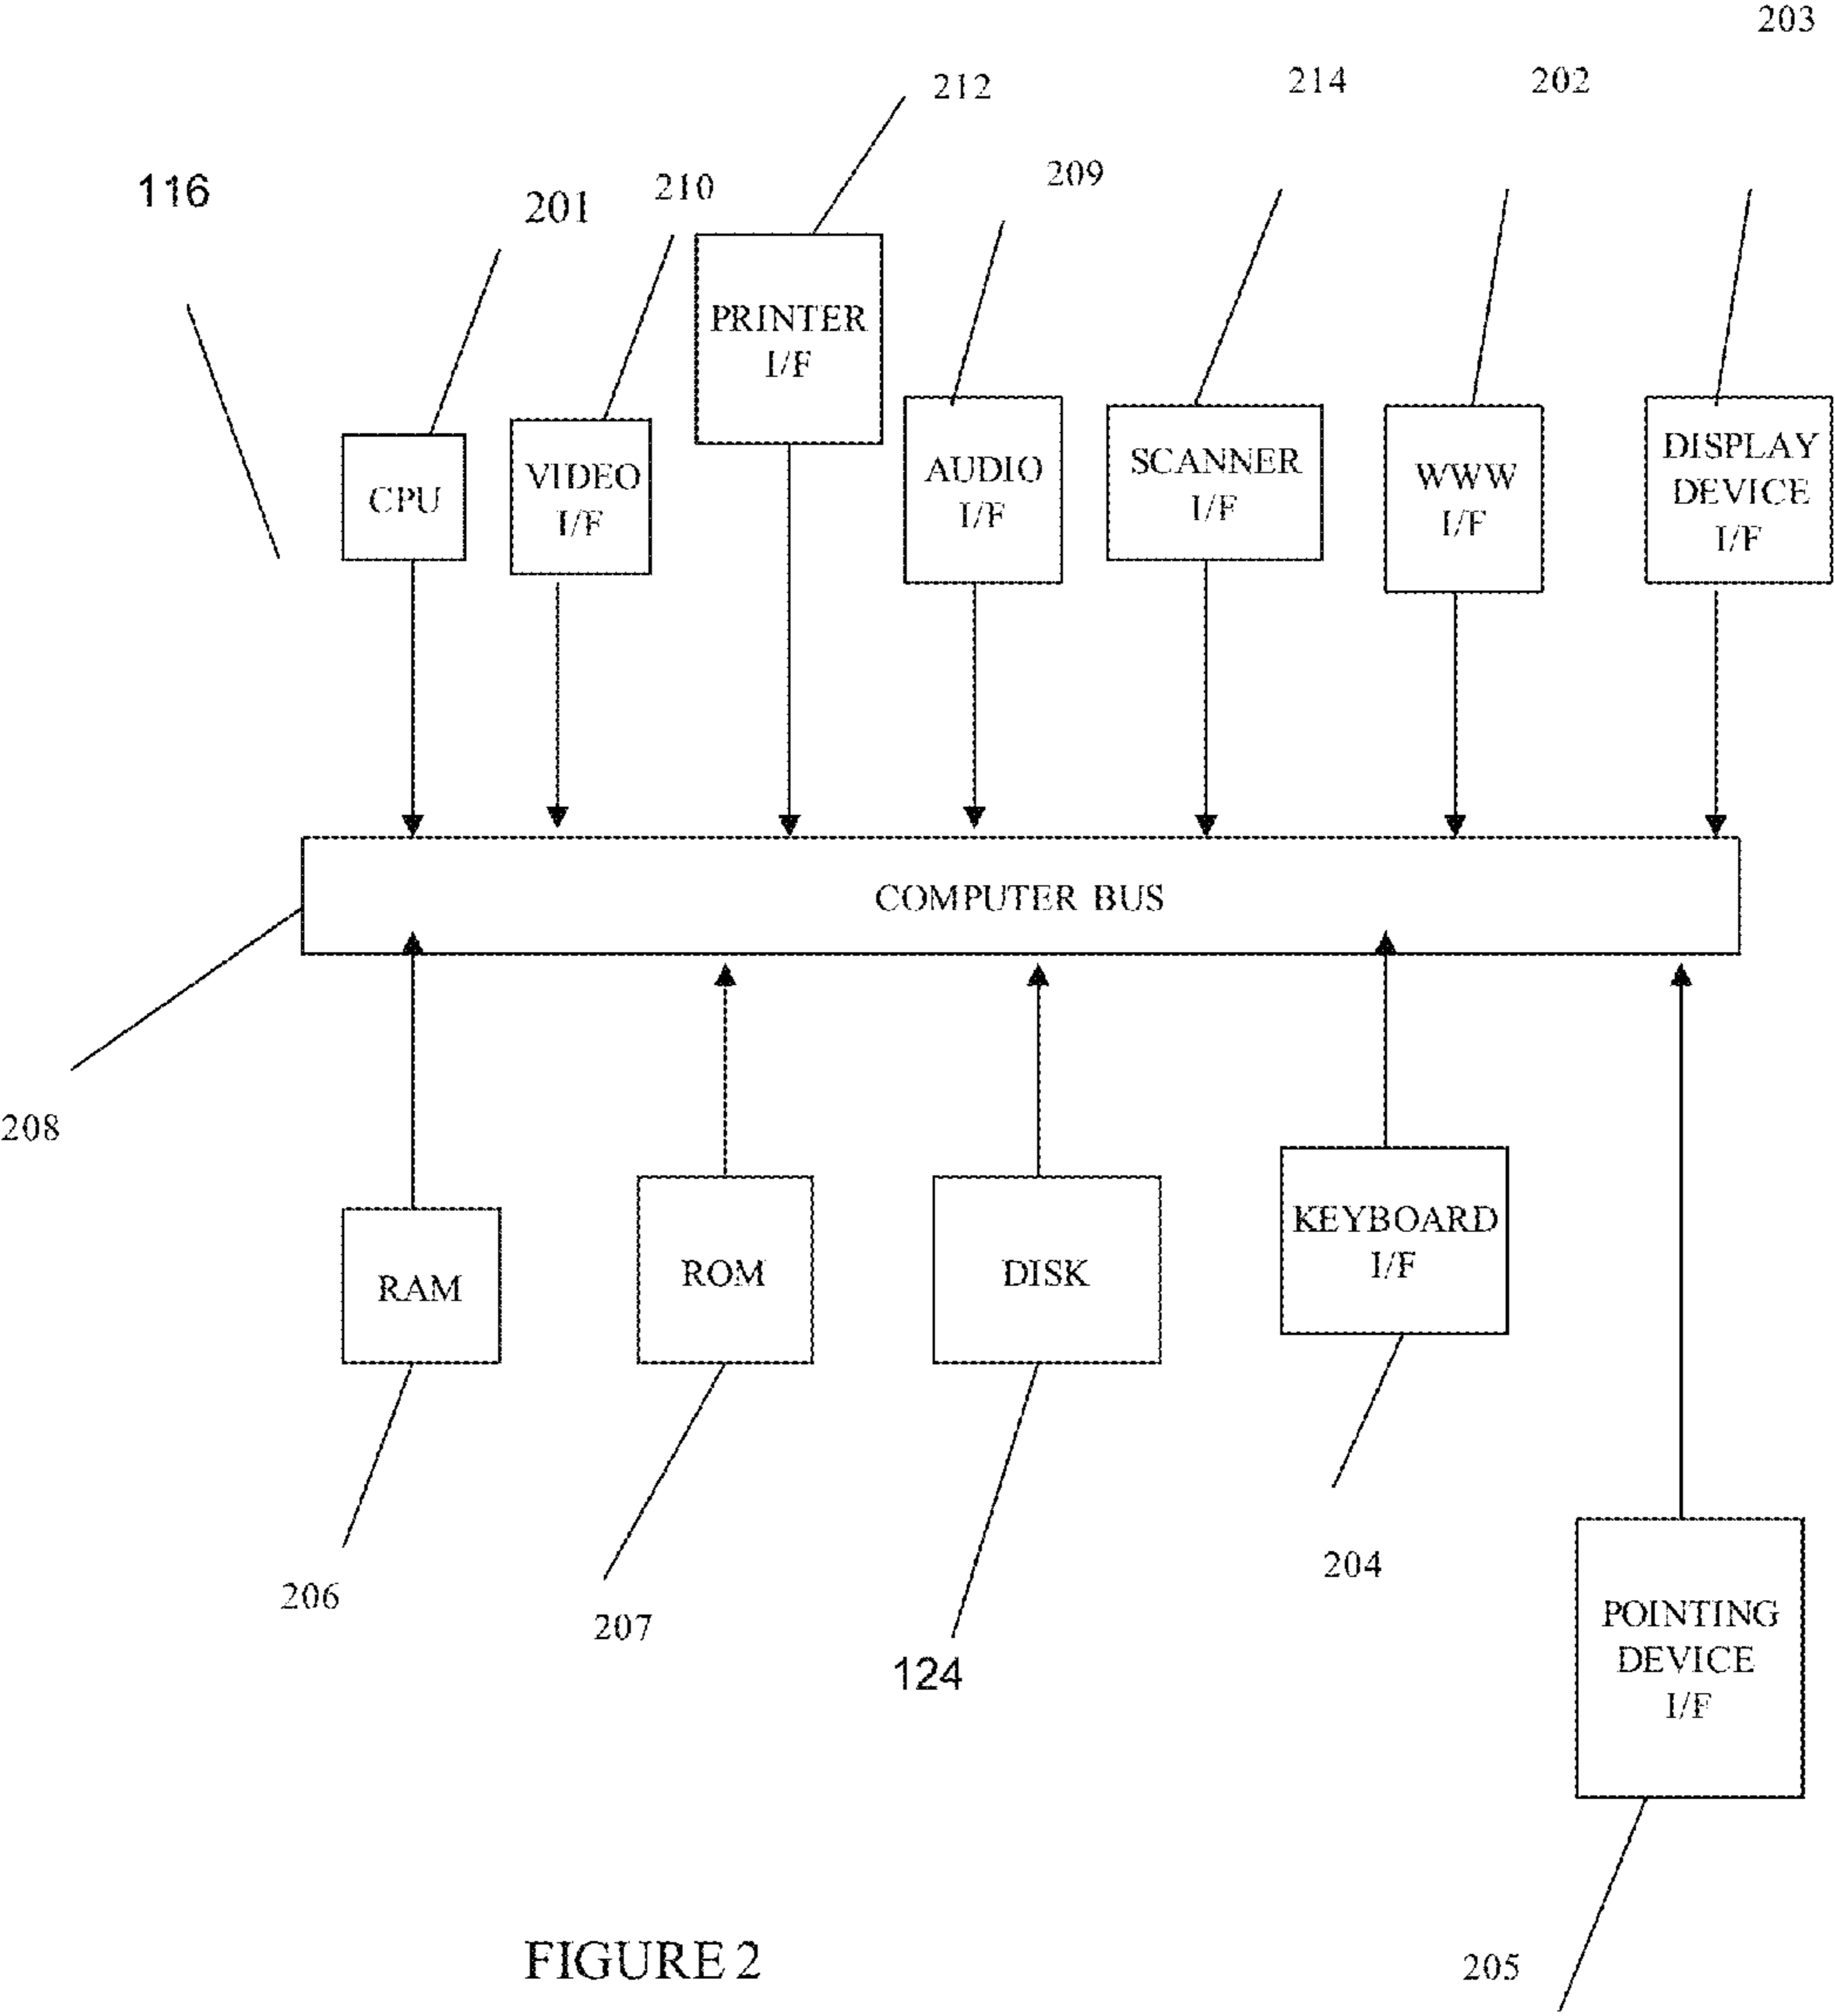 203
212
214
202
209
116
201
210
PRINTER
I/F
CPU
VIDEO
I/F
AUDIO
I/F
SCANNER
I/F
WWW
I/F
DISPLAY
DEVICE
I/F
COMPUTER BUS
208
RAM
ROM
DISK
KEYBOARD
I/F
206
207
124
204
POINTING
DEVICE
I/F
FIGURE 2
205